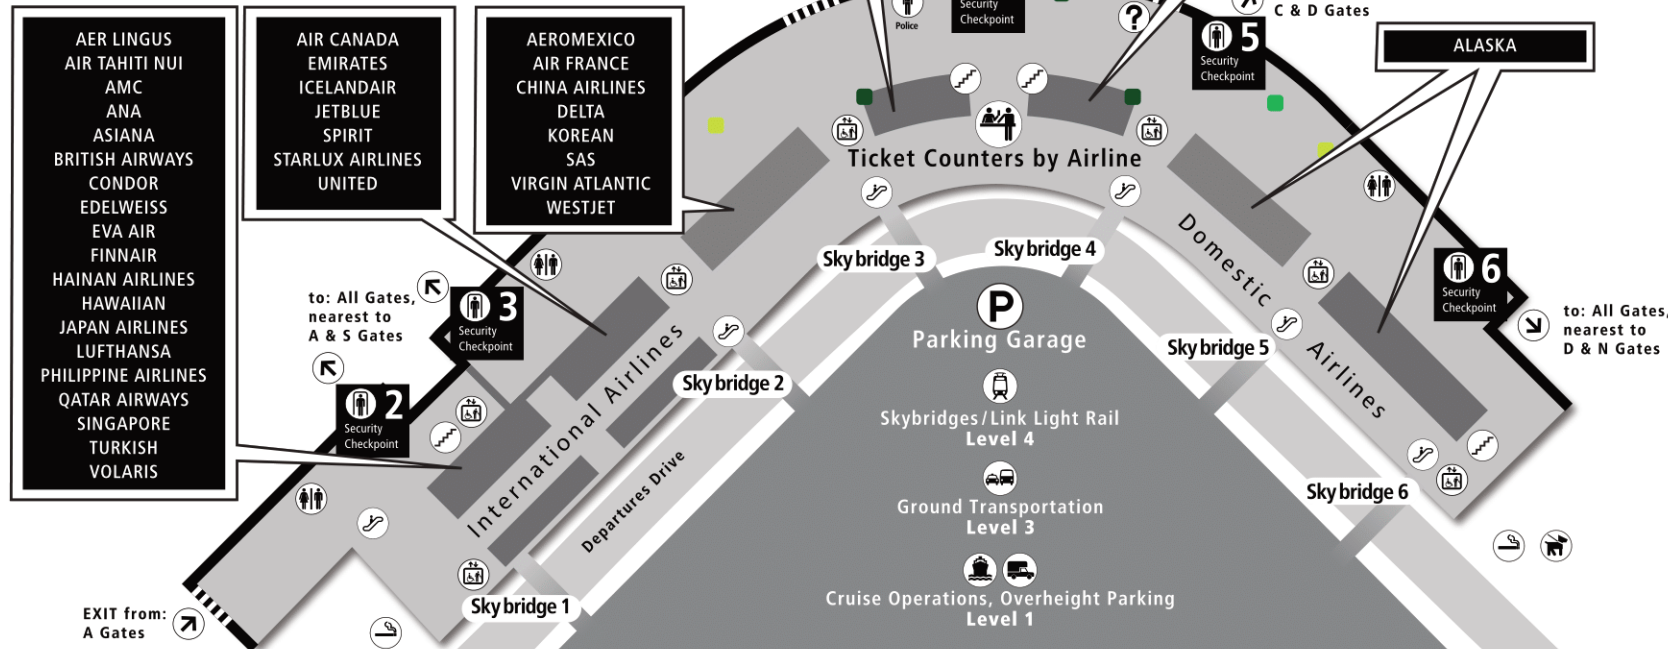 AER LINGUS
AIR TAHITI NUI
AMC
ANA
ASIANA
BRITISH AIRWAYS
CONDOR
EDELWEISS
EVA AIR
FINNAIR
HAINAN AIRLINES
HAWAIIAN
JAPAN AIRLINES
LUFTHANSA
PHILIPPINE AIRLINES
QATAR AIRWAYS
SINGAPORE
TURKISH
VOLARIS
AIR CANADA
EMIRATES
ICELANDAIR
JETBLUE
SPIRIT
STARLUX AIRLINES
UNITED
AEROMEXICO
AIR FRANCE
CHINA AIRLINES
DELTA
KOREAN
SAS
VIRGIN ATLANTIC
WESTJET
Police
Security
Checkpoint
?
C & D Gates
5
Security
Checkpoint
ALASKA
Ticket Counters by Airline
Sky bridge 3
Sky bridge 4
Domestic Airlines
6
Security
Checkpoint
to: All Gates,
nearest to
D & N Gates
to: All Gates,
nearest to
A & S Gates
3
Security
Checkpoint
2
Security
Checkpoint
International Airlines
Sky bridge 2
Sky bridge 5
Departures Drive
P
Parking Garage
Skybridges/Link Light Rail
Level 4
Ground Transportation
Level 3
Cruise Operations, Overheight Parking
Level 1
Sky bridge 6
Sky bridge 1
EXIT from:
A Gates